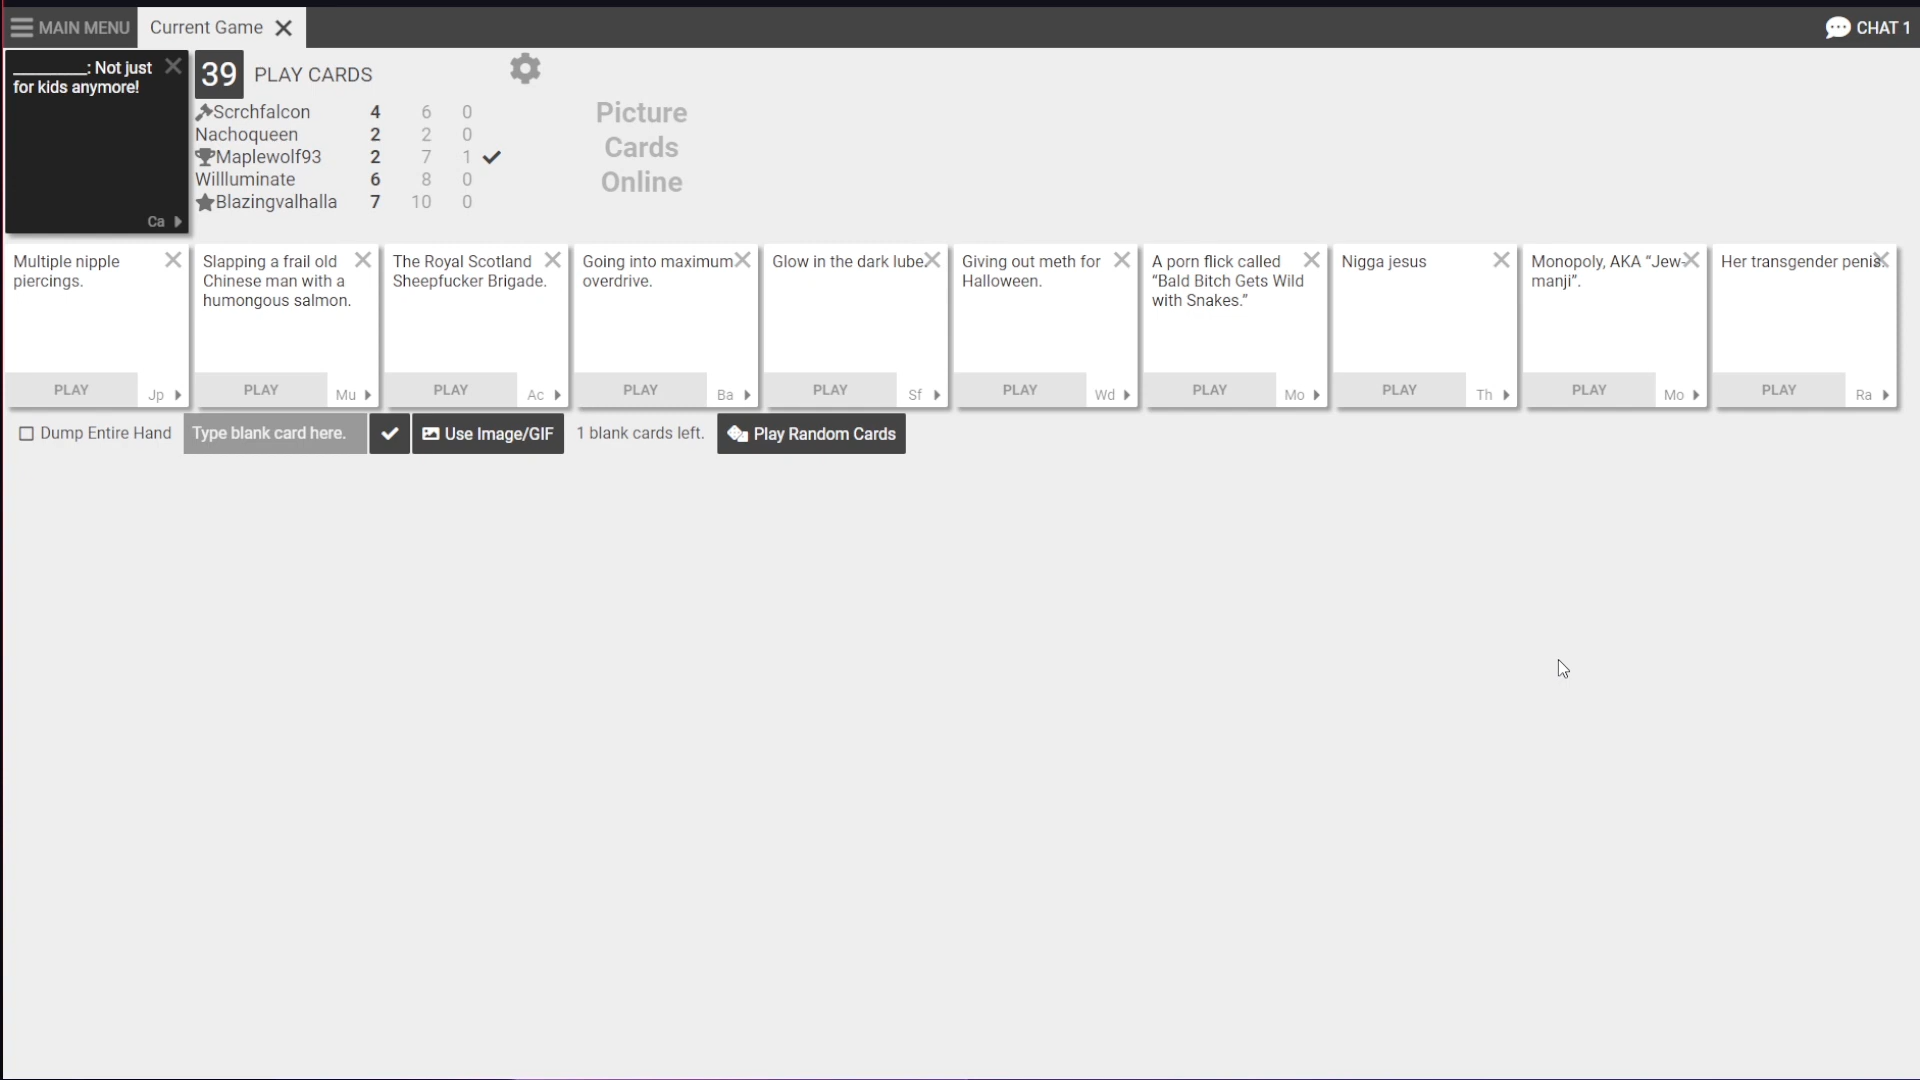 MAIN MENU
Current Game
CHAT 1
_________: Not just
for kids anymore!
Ca
39 PLAY CARDS
Scrchfalcon 4 6 0
Nachoqueen 2 2 0
Maplewolf93 2 7 1
Willluminate 6 8 0
Blazingvalhalla 7 10 0
Picture
Cards
Online
Multiple nipple
piercings.
PLAY
Jp
Slapping a frail old
Chinese man with a
humongous salmon.
PLAY
Mu
The Royal Scotland
Sheepfucker Brigade.
PLAY
Ac
Going into maximum
overdrive.
PLAY
Ba
Glow in the dark lube.
PLAY
Sf
Giving out meth for
Halloween.
PLAY
Wd
A porn flick called
“Bald Bitch Gets Wild
with Snakes.”
PLAY
Mo
Nigga jesus
PLAY
Th
Monopoly, AKA “Jew-
manji”.
PLAY
Mo
Her transgender penis.
PLAY
Ra
Dump Entire Hand
Type blank card here.
Use Image/GIF
1 blank cards left.
Play Random Cards